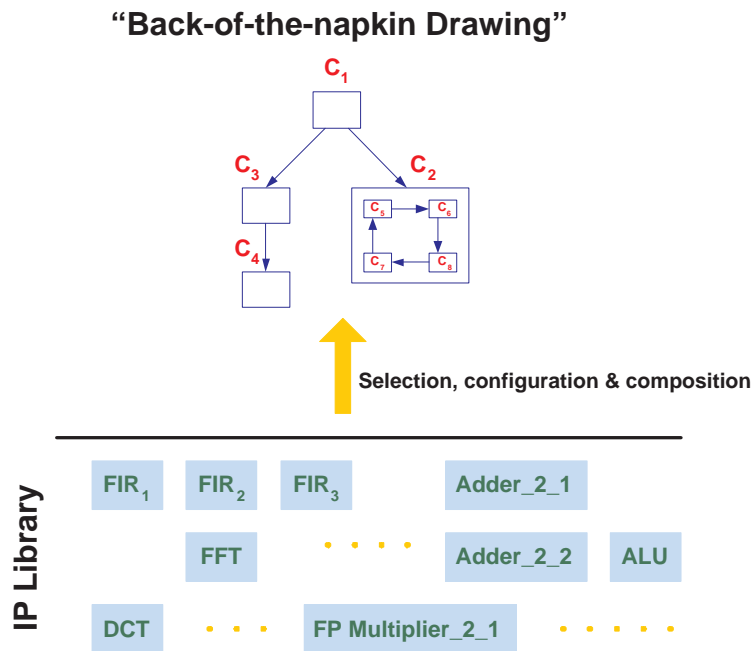 “Back-of-the-napkin Drawing”
C1
C3
C2
C5
C6
C4
C7
C8
Selection, configuration & composition
IP Library
FIR1 FIR2 FIR3 Adder_2_1
FFT Adder_2_2 ALU
DCT FP Multiplier_2_1